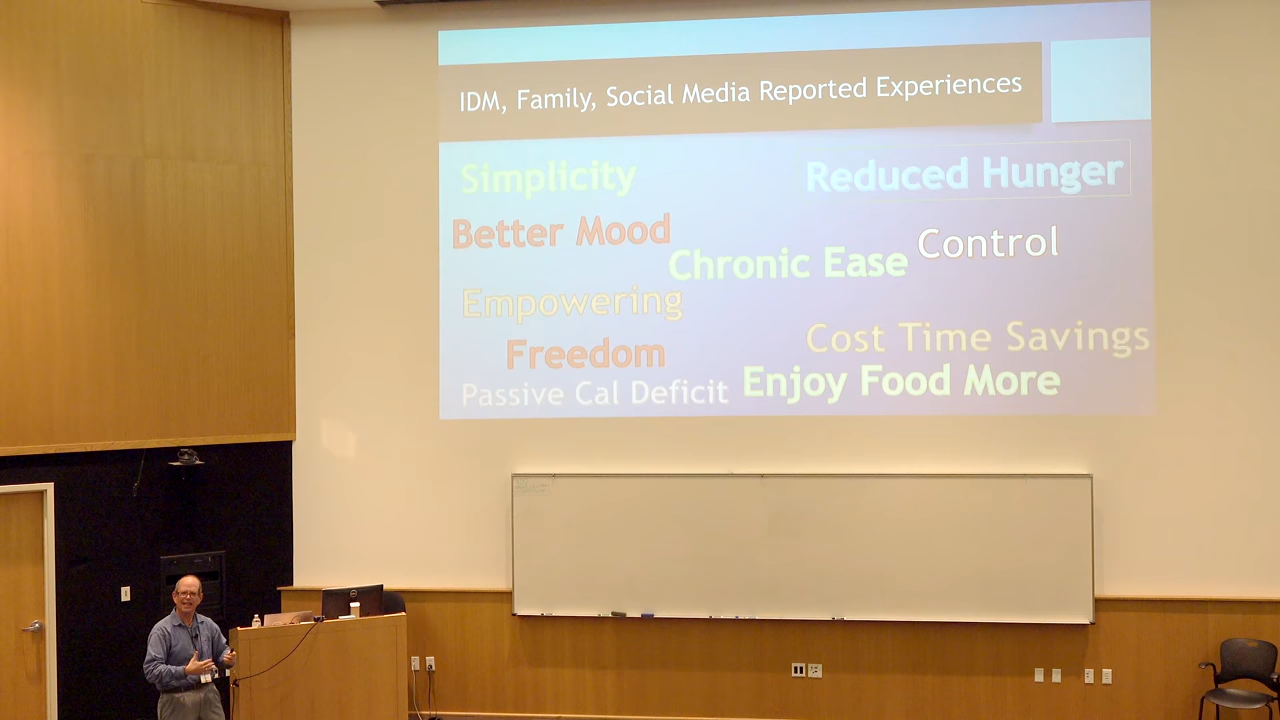 IDM, Family, Social Media Reported Experiences
Simplicity
Reduced Hunger
Better Mood
Control
Chronic Ease
Empowering
Cost Time Savings
Freedom
Enjoy Food More
Passive Cal Deficit
DELL